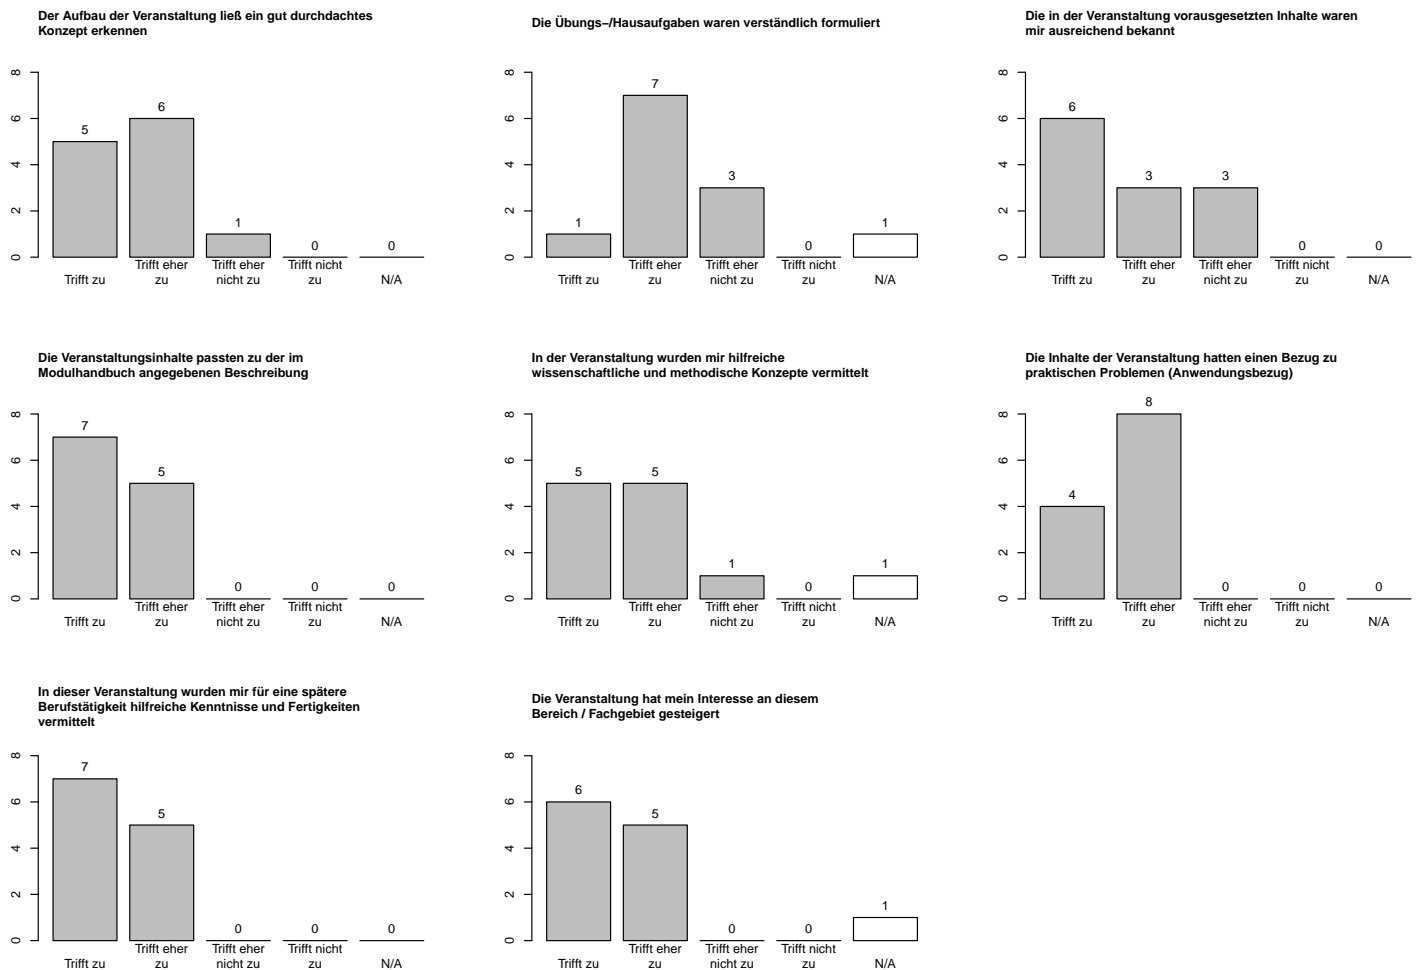 Der Aufbau der Veranstaltung ließ ein gut durchdachtes
Konzept erkennen
8
6
4
2
0
5
6
1
0
0
Trifft zu
Trifft eher
zu
Trifft eher
nicht zu
Trifft nicht
zu
N/A
Die Übungs–/Hausaufgaben waren verständlich formuliert
8
6
4
2
0
1
7
3
0
1
Trifft zu
Trifft eher
zu
Trifft eher
nicht zu
Trifft nicht
zu
N/A
Die in der Veranstaltung vorausgesetzten Inhalte waren
mir ausreichend bekannt
8
6
4
2
0
6
3
3
0
0
Trifft zu
Trifft eher
zu
Trifft eher
nicht zu
Trifft nicht
zu
N/A
Die Veranstaltungsinhalte passten zu der im
Modulhandbuch angegebenen Beschreibung
8
6
4
2
0
7
5
0
0
0
Trifft zu
Trifft eher
zu
Trifft eher
nicht zu
Trifft nicht
zu
N/A
In der Veranstaltung wurden mir hilfreiche
wissenschaftliche und methodische Konzepte vermittelt
8
6
4
2
0
5
5
1
0
1
Trifft zu
Trifft eher
zu
Trifft eher
nicht zu
Trifft nicht
zu
N/A
Die Inhalte der Veranstaltung hatten einen Bezug zu
praktischen Problemen (Anwendungsbezug)
8
6
4
2
0
4
8
0
0
0
Trifft zu
Trifft eher
zu
Trifft eher
nicht zu
Trifft nicht
zu
N/A
In dieser Veranstaltung wurden mir für eine spätere
Berufstätigkeit hilfreiche Kenntnisse und Fertigkeiten
vermittelt
8
6
4
2
0
7
5
0
0
0
Trifft zu
Trifft eher
zu
Trifft eher
nicht zu
Trifft nicht
zu
N/A
Die Veranstaltung hat mein Interesse an diesem
Bereich / Fachgebiet gesteigert
8
6
4
2
0
6
5
0
0
1
Trifft zu
Trifft eher
zu
Trifft eher
nicht zu
Trifft nicht
zu
N/A